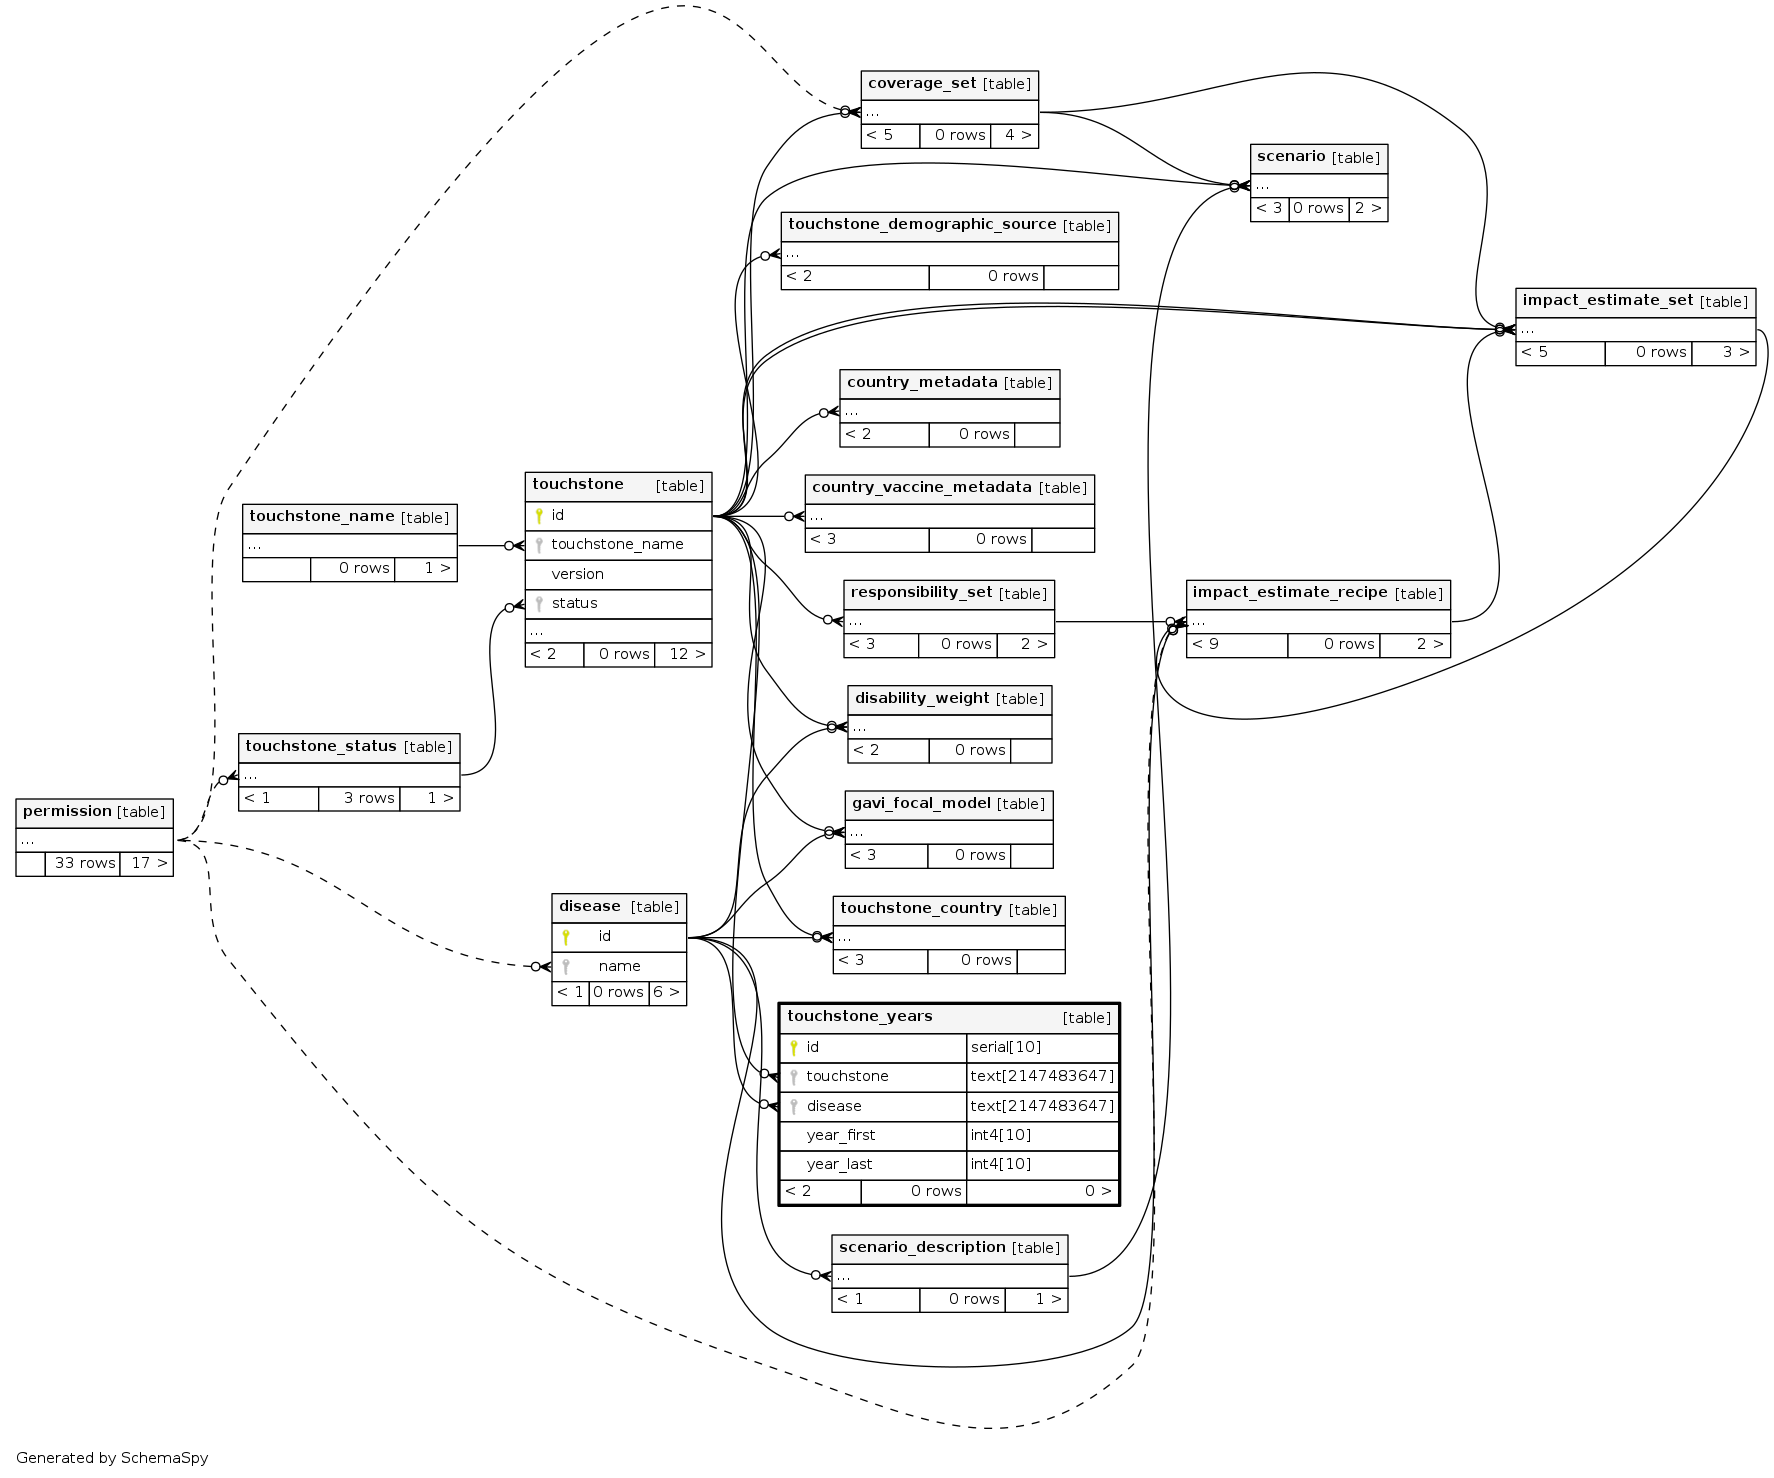 coverage_set [table]
...
< 5 0 rows 4 >
scenario [table]
...
< 3 0 rows 2 >
touchstone_demographic_source [table]
...
< 2 0 rows
impact_estimate_set [table]
...
< 5 0 rows 3 >
country_metadata [table]
...
< 2 0 rows
touchstone [table]
id
touchstone_name
version
status
...
< 2 0 rows 12 >
country_vaccine_metadata [table]
...
< 3 0 rows
touchstone_name [table]
...
0 rows 1 >
responsibility_set [table]
...
< 3 0 rows 2 >
impact_estimate_recipe [table]
...
< 9 0 rows 2 >
disability_weight [table]
...
< 2 0 rows
touchstone_status [table]
...
< 1 3 rows 1 >
permission [table]
...
33 rows 17 >
gavi_focal_model [table]
...
< 3 0 rows
disease [table]
id
name
< 1 0 rows 6 >
touchstone_country [table]
...
< 3 0 rows
touchstone_years [table]
id serial[10]
touchstone text[2147483647]
disease text[2147483647]
year_first int4[10]
year_last int4[10]
< 2 0 rows 0 >
scenario_description [table]
...
< 1 0 rows 1 >
Generated by SchemaSpy